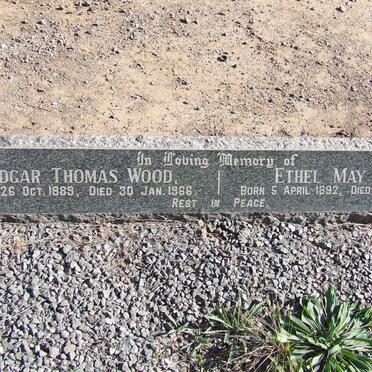 In Loving Memory of
DGAR THOMAS WOOD, ETHEL MAY
26 OCT. 1889, DIED 30 JAN. 1966. BORN 5 APRIL 1892, DIED
REST IN PEACE